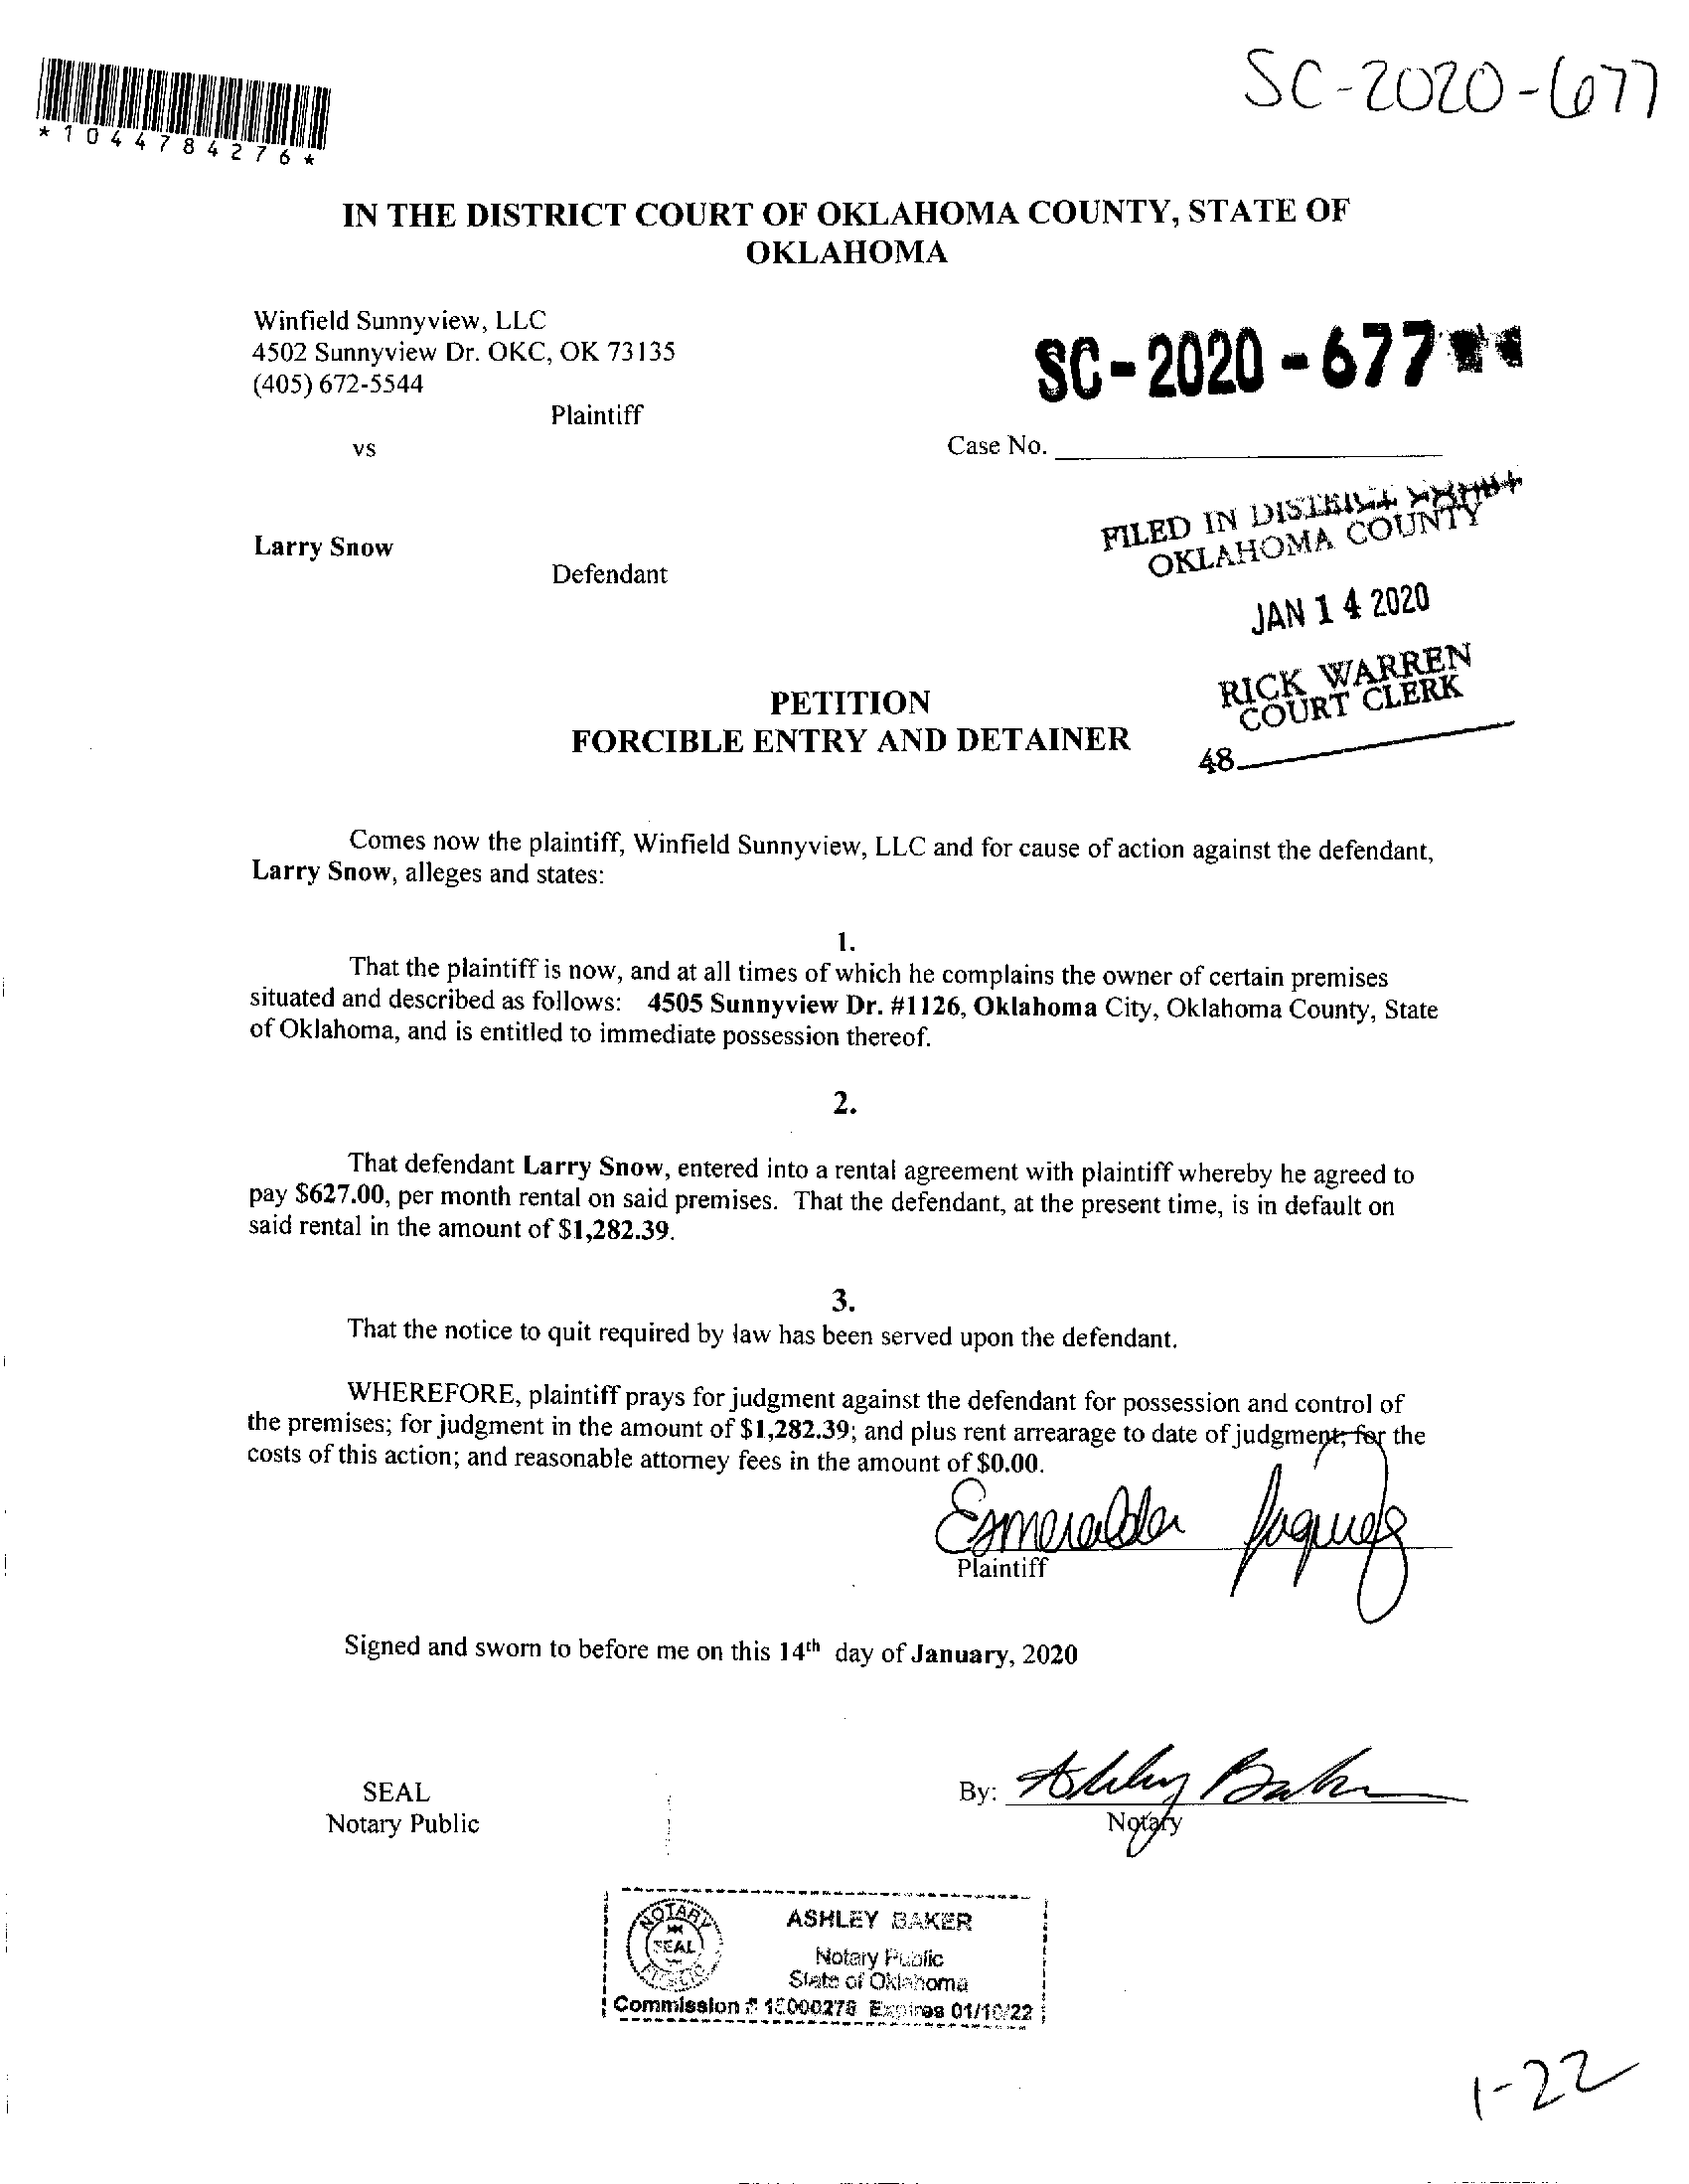 SC-2020-677
*1044784276*
IN THE DISTRICT COURT OF OKLAHOMA COUNTY, STATE OF
OKLAHOMA
Winfield Sunnyview, LLC
4502 Sunnyview Dr. OKC, OK 73135
(405) 672-5544
SC-2020-677
Plaintiff
vs
Case No.
FILED IN DISTRICT
OKLAHOMA COUNTY
Larry Snow
Defendant
JAN 14 2020
RICK WARREN
COURT CLERK
48
PETITION
FORCIBLE ENTRY AND DETAINER
Comes now the plaintiff, Winfield Sunnyview, LLC and for cause of action against the defendant,
Larry Snow, alleges and states:
1.
That the plaintiff is now, and at all times of which he complains the owner of certain premises
situated and described as follows: 4505 Sunnyview Dr. #1126, Oklahoma City, Oklahoma County, State
of Oklahoma, and is entitled to immediate possession thereof.
2.
That defendant Larry Snow, entered into a rental agreement with plaintiff whereby he agreed to
pay $627.00, per month rental on said premises. That the defendant, at the present time, is in default on
said rental in the amount of $1,282.39.
3.
That the notice to quit required by law has been served upon the defendant.
WHEREFORE, plaintiff prays for judgment against the defendant for possession and control of
the premises; for judgment in the amount of $1,282.39; and plus rent arrearage to date of judgment; for the
costs of this action; and reasonable attorney fees in the amount of $0.00.
Esmeralda
Plaintiff
Signed and sworn to before me on this 14th day of January, 2020
SEAL
Notary Public
By: Ashley Baker
Notary
NOTARY
SEAL
PUBLIC
ASHLEY BAKER
Notary Public
State of Oklahoma
Commission # Expires 01/10/22
1-22